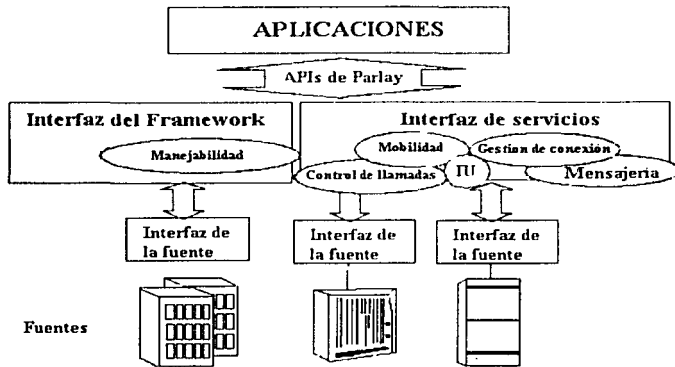 APLICACIONES
APIs de Parlay
Interfaz del Framework
Interfaz de servicios
Manejabilidad
Mobilidad
Gestion de conexión
Control de llamadas
IU
Mensajería
Interfaz de
la fuente
Interfaz de
la fuente
Interfaz de
la fuente
Fuentes